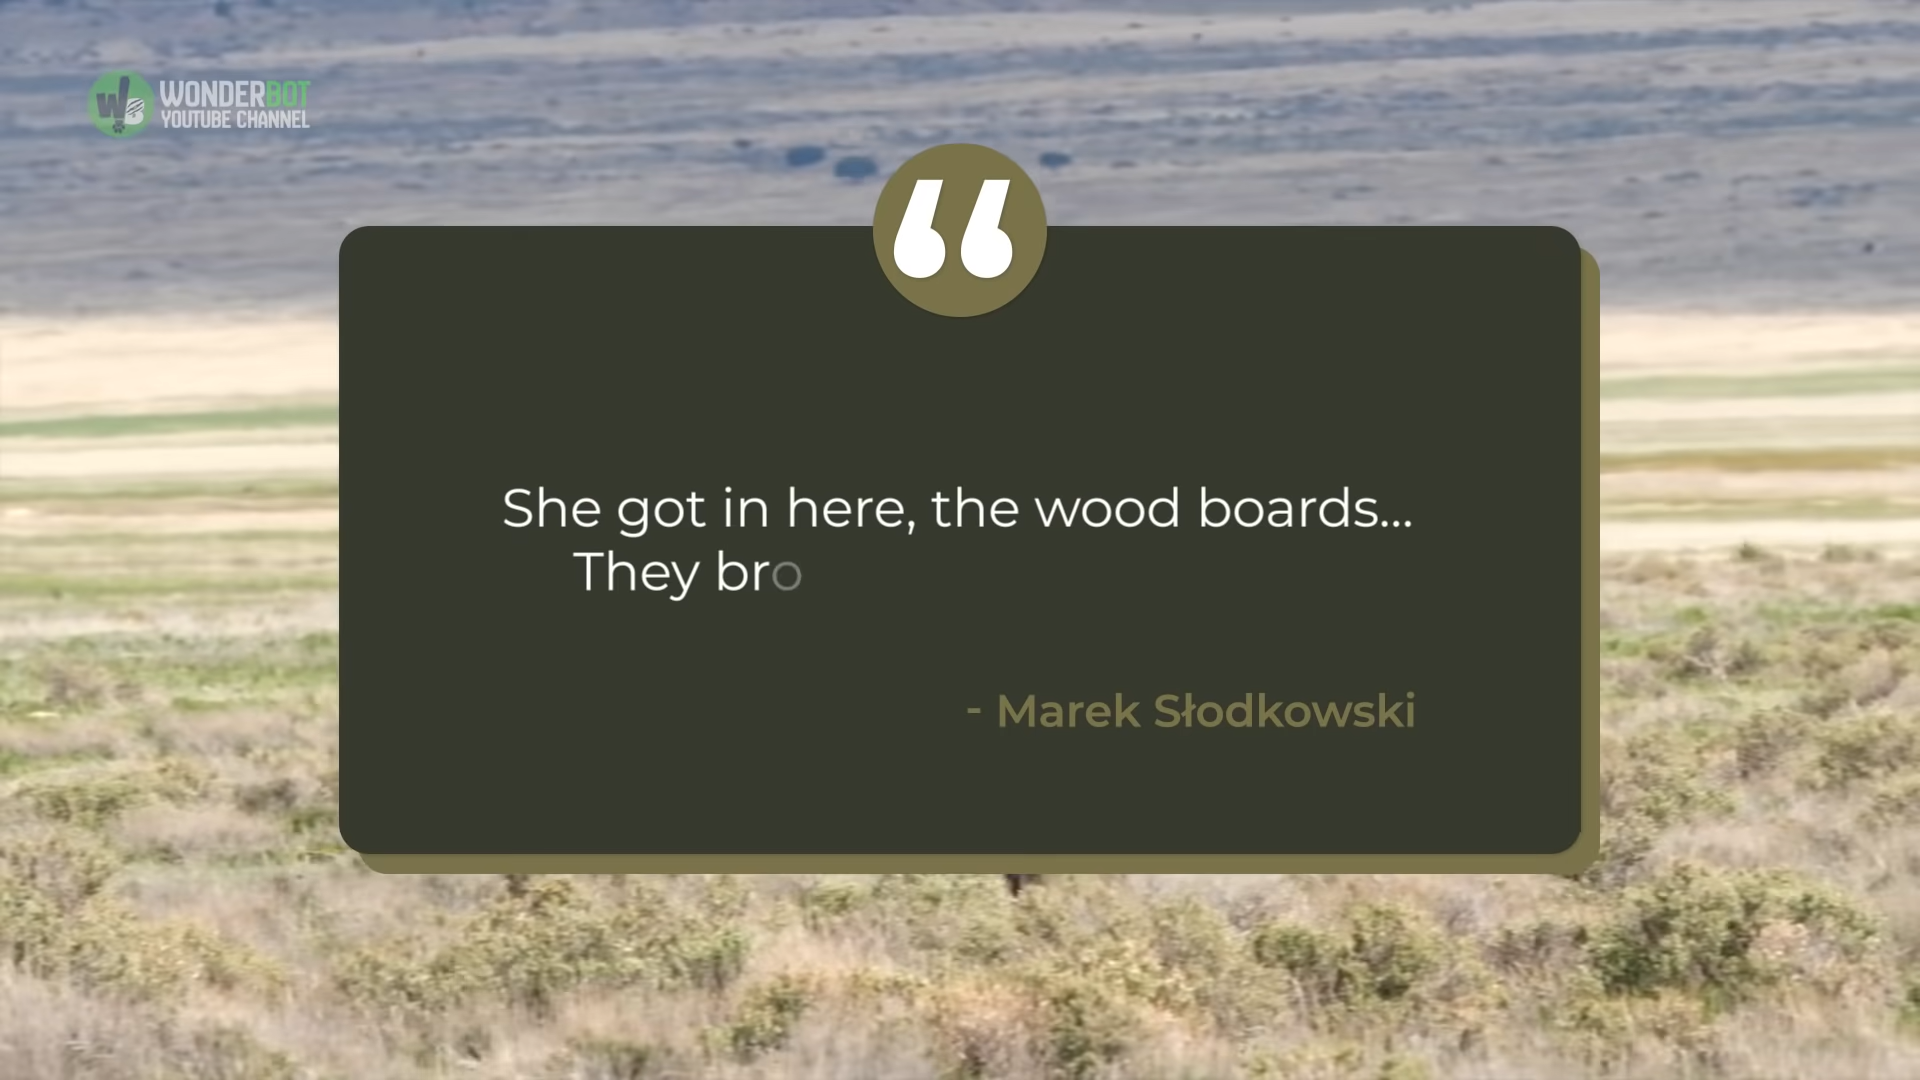 WONDERBOT
YOUTUBE CHANNEL
“
She got in here, the wood boards...
They bro
- Marek Słodkowski